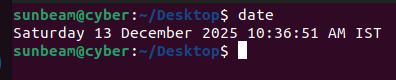 sunbeam@cyber:~/Desktop$ date
Saturday 13 December 2025 10:36:51 AM IST
sunbeam@cyber:~/Desktop$